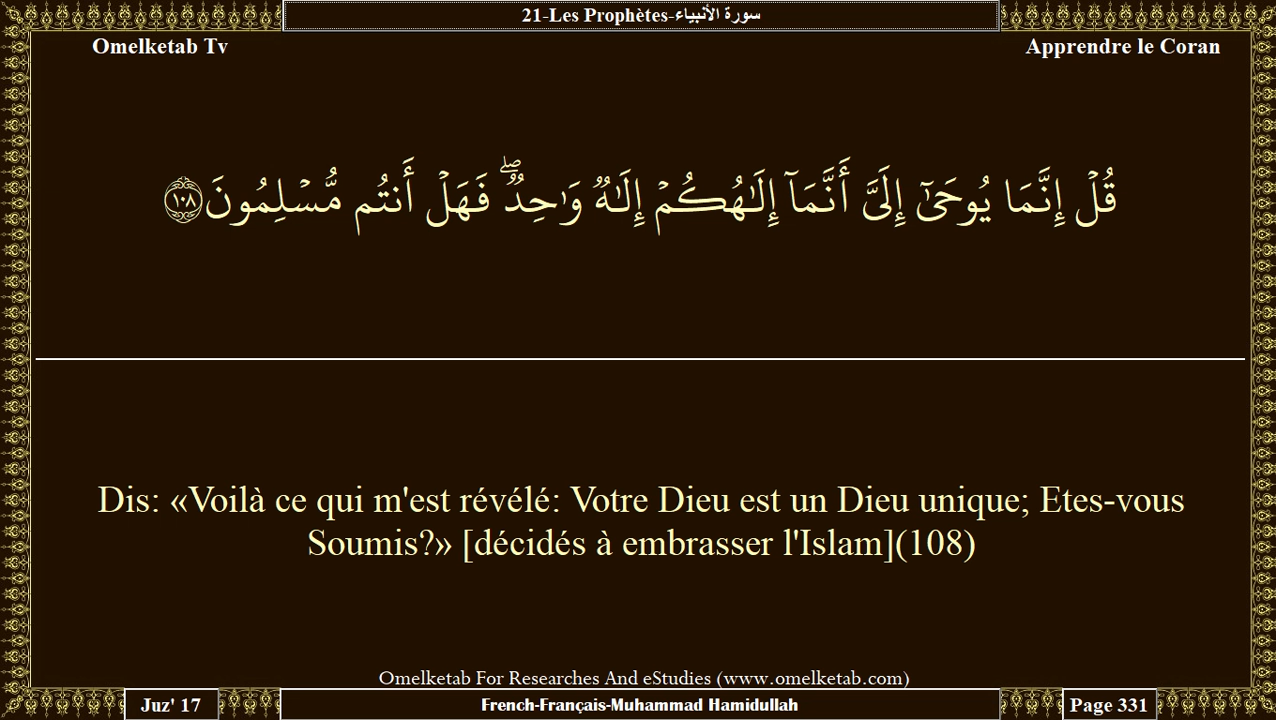 21-Les Prophètes-سورة الأنبياء
Omelketab Tv
Apprendre le Coran
قُلۡ إِنَّمَا يُوحَىٰٓ إِلَيَّ أَنَّمَآ إِلَـٰهُكُمۡ إِلَـٰهٌ وَٰحِدٌۖ فَهَلۡ أَنتُم مُّسۡلِمُونَ ١٠٨
Dis: «Voilà ce qui m'est révélé: Votre Dieu est un Dieu unique; Etes-vous
Soumis?» [décidés à embrasser l'Islam](108)
Omelketab For Researches And eStudies (www.omelketab.com)
Juz' 17
French-Français-Muhammad Hamidullah
Page 331